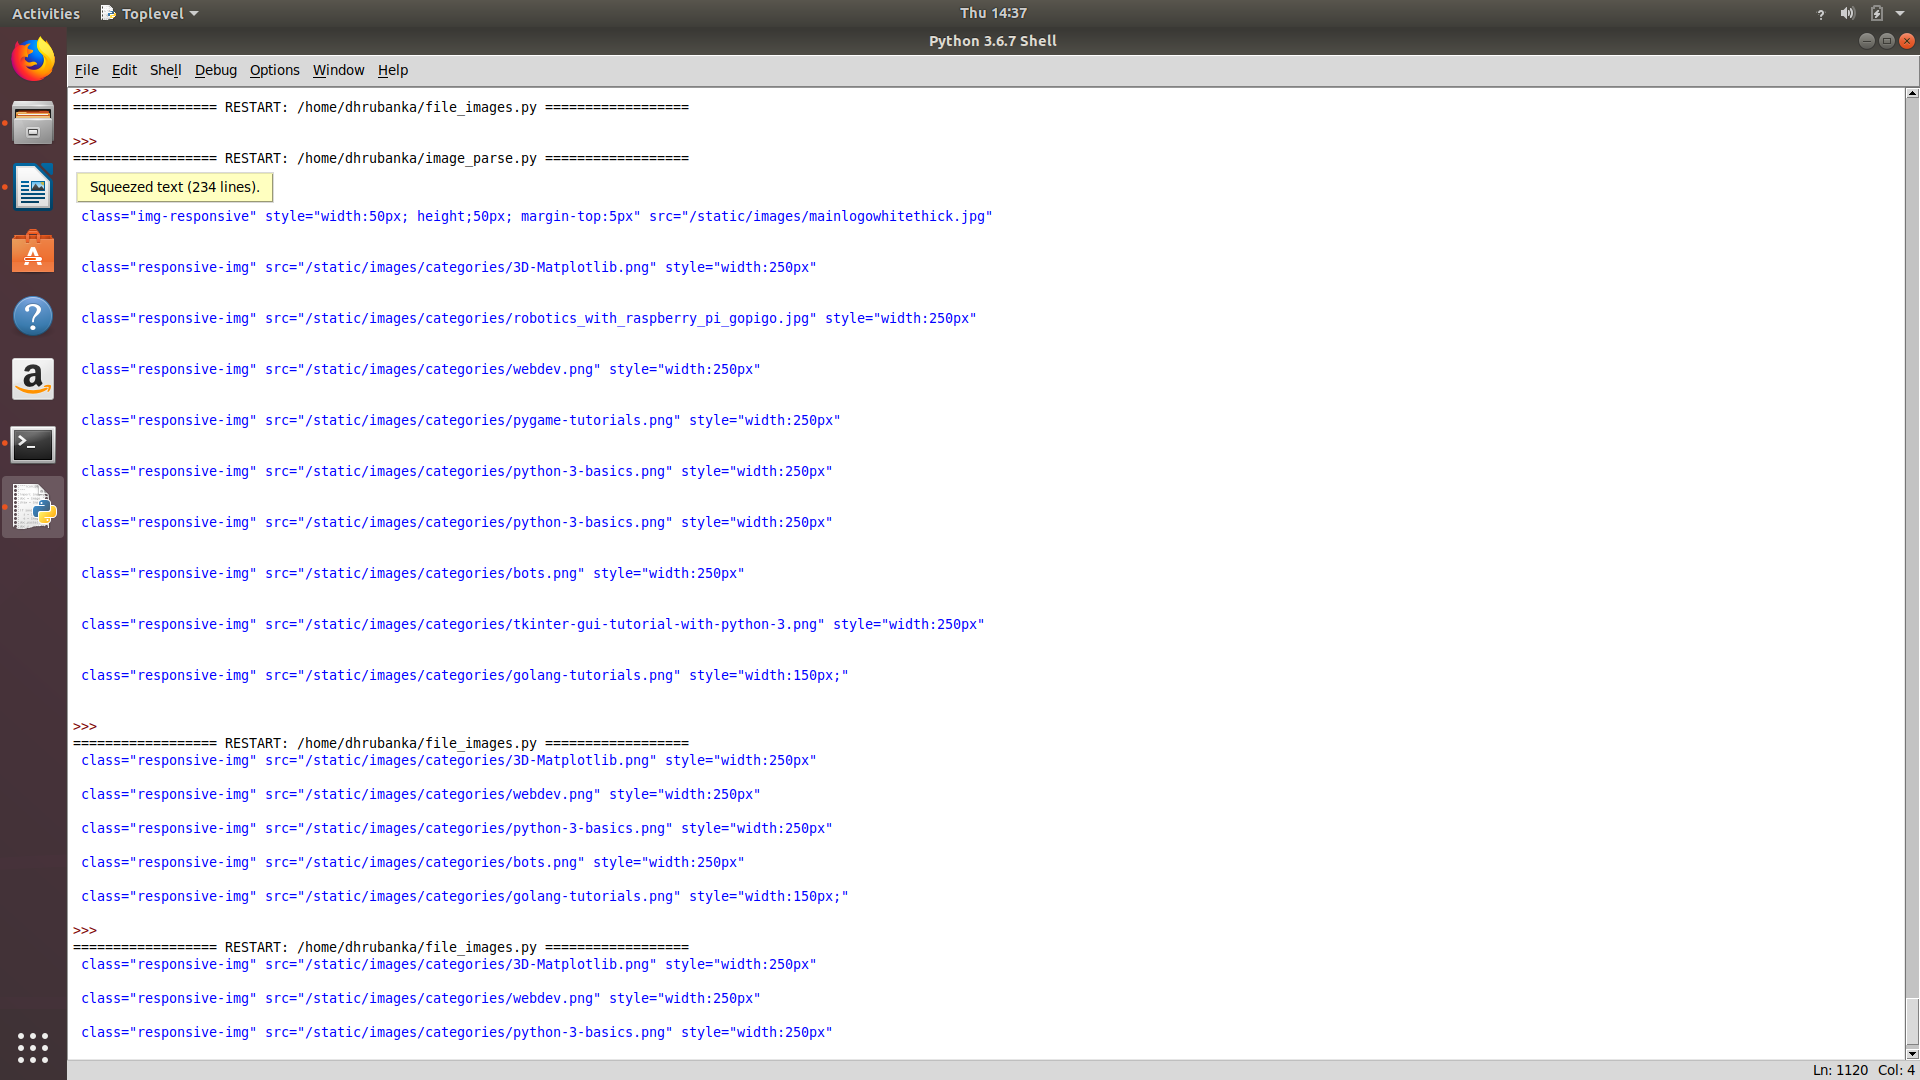 Activities Toplevel Thu 14:37 ?
Python 3.6.7 Shell
File Edit Shell Debug Options Window Help
>>>
================== RESTART: /home/dhrubanka/file_images.py ==================
>>>
================== RESTART: /home/dhrubanka/image_parse.py ==================
Squeezed text (234 lines).
class="img-responsive" style="width:50px; height;50px; margin-top:5px" src="/static/images/mainlogowhitethick.jpg"
class="responsive-img" src="/static/images/categories/3D-Matplotlib.png" style="width:250px"
class="responsive-img" src="/static/images/categories/robotics_with_raspberry_pi_gopigo.jpg" style="width:250px"
class="responsive-img" src="/static/images/categories/webdev.png" style="width:250px"
class="responsive-img" src="/static/images/categories/pygame-tutorials.png" style="width:250px"
class="responsive-img" src="/static/images/categories/python-3-basics.png" style="width:250px"
class="responsive-img" src="/static/images/categories/python-3-basics.png" style="width:250px"
class="responsive-img" src="/static/images/categories/bots.png" style="width:250px"
class="responsive-img" src="/static/images/categories/tkinter-gui-tutorial-with-python-3.png" style="width:250px"
class="responsive-img" src="/static/images/categories/golang-tutorials.png" style="width:150px;"
>>>
================== RESTART: /home/dhrubanka/file_images.py ==================
class="responsive-img" src="/static/images/categories/3D-Matplotlib.png" style="width:250px"
class="responsive-img" src="/static/images/categories/webdev.png" style="width:250px"
class="responsive-img" src="/static/images/categories/python-3-basics.png" style="width:250px"
class="responsive-img" src="/static/images/categories/bots.png" style="width:250px"
class="responsive-img" src="/static/images/categories/golang-tutorials.png" style="width:150px;"
>>>
================== RESTART: /home/dhrubanka/file_images.py ==================
class="responsive-img" src="/static/images/categories/3D-Matplotlib.png" style="width:250px"
class="responsive-img" src="/static/images/categories/webdev.png" style="width:250px"
class="responsive-img" src="/static/images/categories/python-3-basics.png" style="width:250px"
Ln: 1120 Col: 4